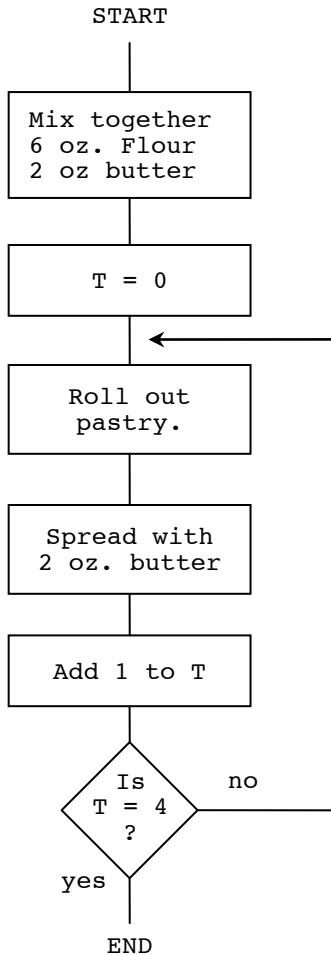 START
Mix together
6 oz. Flour
2 oz butter
T = 0
Roll out
pastry.
Spread with
2 oz. butter
Add 1 to T
Is
T = 4
?
no
yes
END